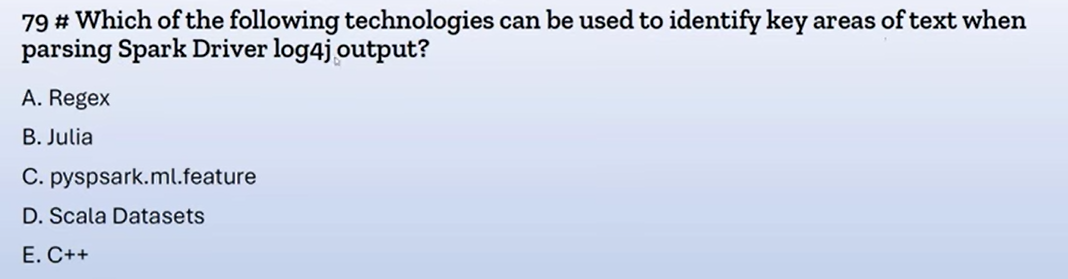 79 # Which of the following technologies can be used to identify key areas of text when
parsing Spark Driver log4j output?
A. Regex
B. Julia
C. pyspsark.ml.feature
D. Scala Datasets
E. C++